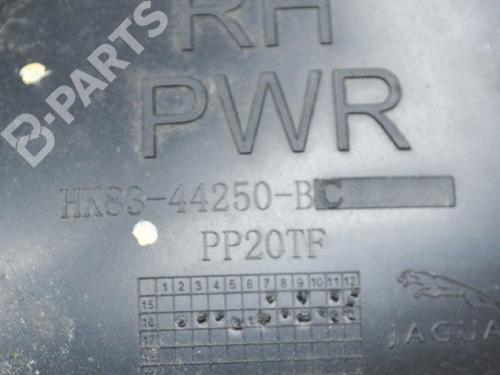 RH
PWR
HK83-44250-BC
PP20TF
1 2 3 4 5 6 7 8 9 10 11 12
15
16
17
JAGUA
B-PARTS